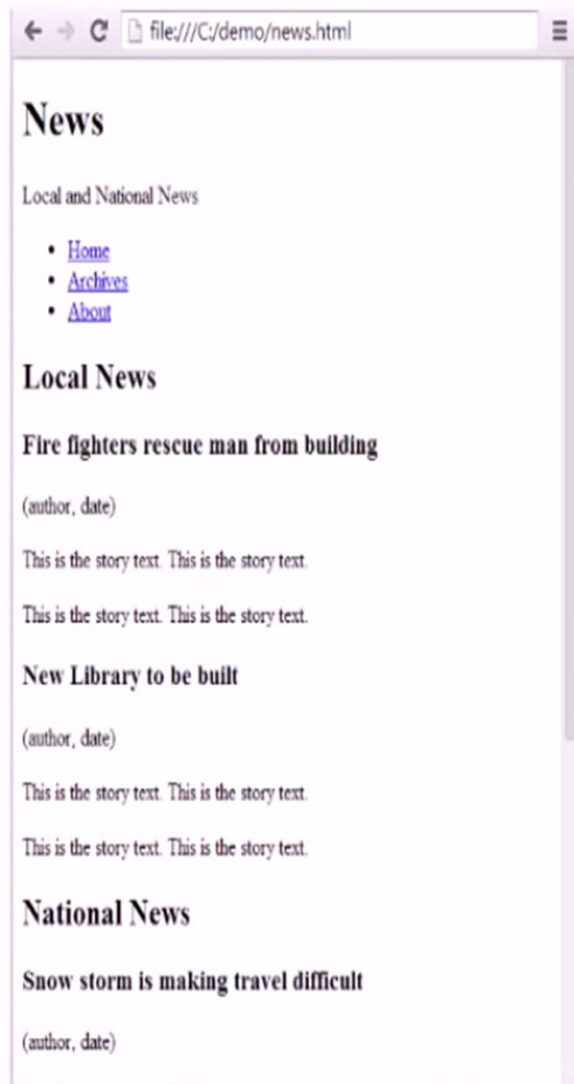 file:///C:/demo/news.html
News
Local and National News
Home
Archives
About
Local News
Fire fighters rescue man from building
(author, date)
This is the story text. This is the story text.
This is the story text. This is the story text.
New Library to be built
(author, date)
This is the story text. This is the story text.
This is the story text. This is the story text.
National News
Snow storm is making travel difficult
(author, date)